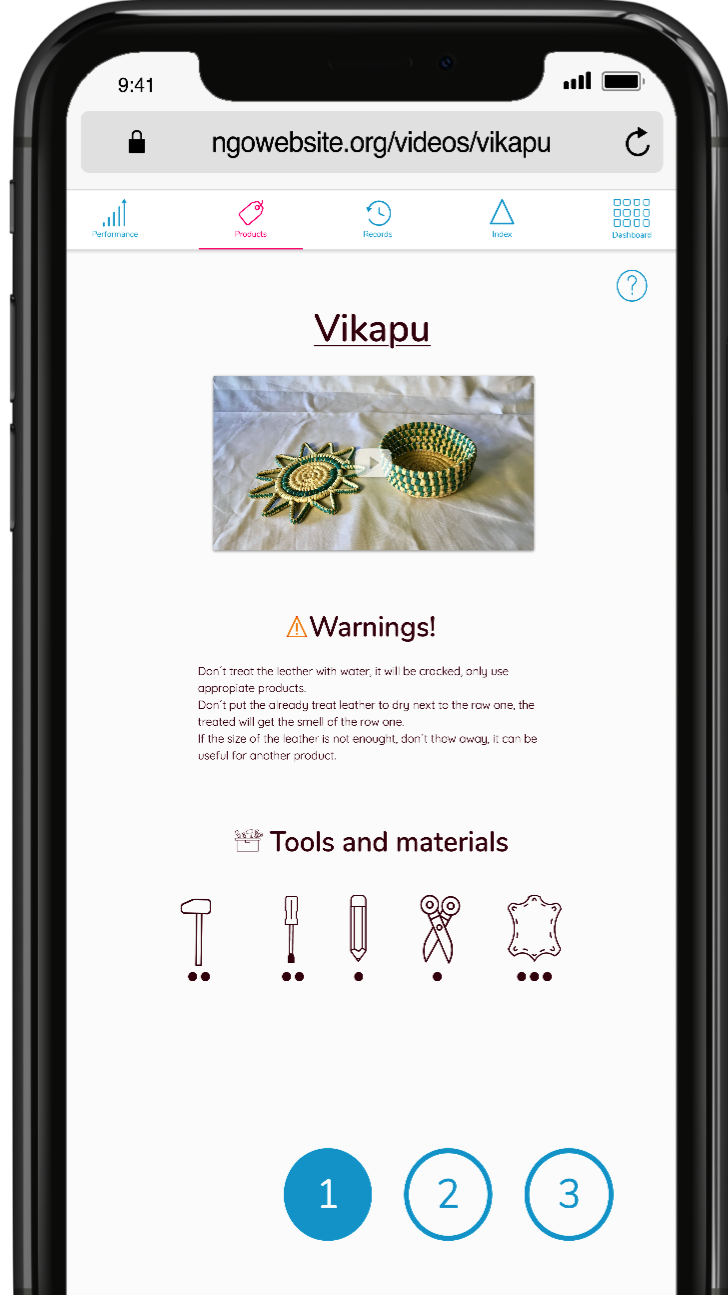 9:41
ngowebsite.org/videos/vikapu
Performance
Products
Records
Index
Dashboard
?
Vikapu
Warnings!
Don´t treat the leather with water, it will be cracked, only use
appropiate products.
Don´t put the already treat leather to dry next to the raw one, the
treated will get the smell of the row one.
If the size of the leather is not enought, don´t thow away, it can be
useful for another product.
Tools and materials
1 2 3